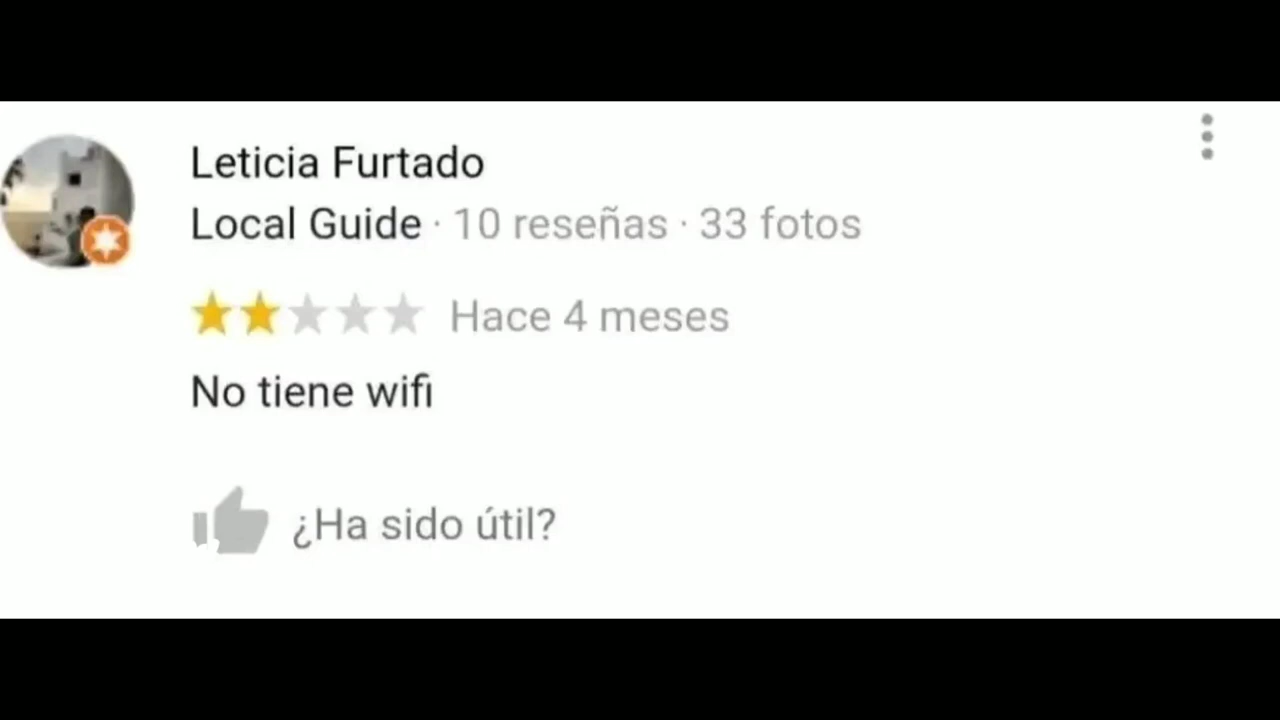 Leticia Furtado
Local Guide · 10 reseñas · 33 fotos
Hace 4 meses
No tiene wifi
¿Ha sido útil?